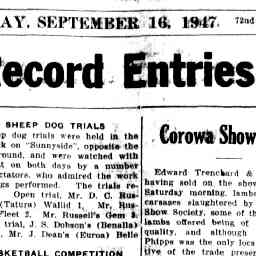 AY, SEPTEMBER 16, 1947.
72nd
ecord Entries
SHEEP DOG TRIALS
p dog trials were held in the
k on "Sunnyside", opposite the
round, and were watched with
st on both days by a number
ctators, who admired the work
gs performed. The trials re-
Open trial, Mr. D. C. Rus-
(Tatura) Wallid 1, Mr. Rus-
Fleet 2, Mr. Russell's Gem 3,
trial, J. S. Dobson's (Benalla)
Mr. J. Dean's (Euroa) Belle
SKETBALL COMPETITION
Corowa Show
Edward Trenchard &
having sold on the show
Saturday morning, lambs
carcases slaughtered by
Show Society, some of th
lambs offered being of
quality, and although
Phipps was the only loc
tive of the trade presen